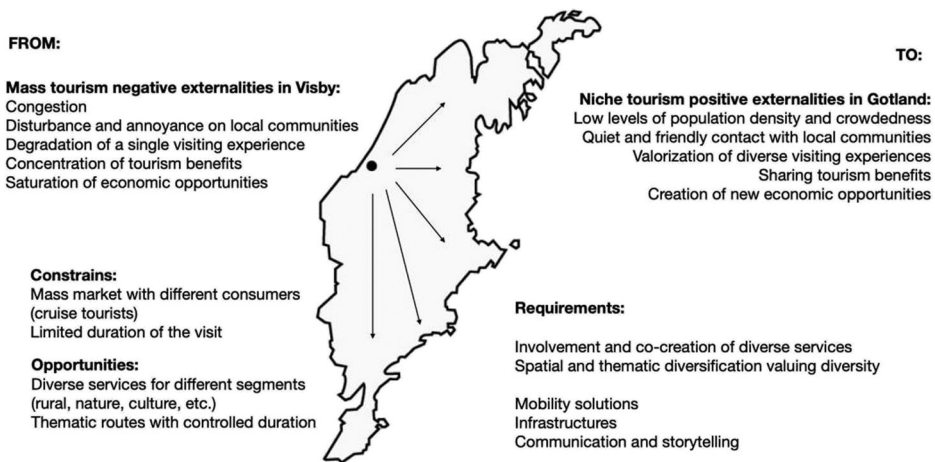 FROM:
Mass tourism negative externalities in Visby:
Congestion
Disturbance and annoyance on local communities
Degradation of a single visiting experience
Concentration of tourism benefits
Saturation of economic opportunities
TO:
Niche tourism positive externalities in Gotland:
Low levels of population density and crowdedness
Quiet and friendly contact with local communities
Valorization of diverse visiting experiences
Sharing tourism benefits
Creation of new economic opportunities
Constrains:
Mass market with different consumers
(cruise tourists)
Limited duration of the visit
Opportunities:
Diverse services for different segments
(rural, nature, culture, etc.)
Thematic routes with controlled duration
Requirements:
Involvement and co-creation of diverse services
Spatial and thematic diversification valuing diversity
Mobility solutions
Infrastructures
Communication and storytelling